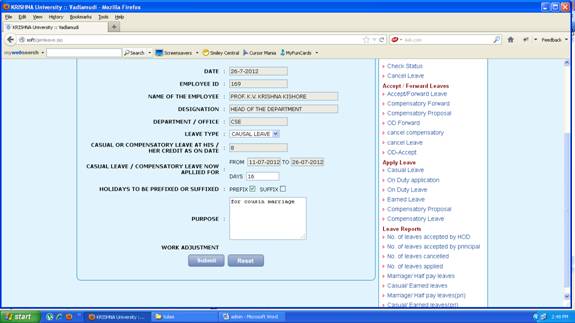 KRISHNA University :: Yadlamudi - Mozilla Firefox
File Edit View History Bookmarks Tools Help
KRISHNA University :: Yadlamudi
Ask.com
Feedback
mywebsearch Search Screensavers Smiley Central Cursor Mania MyFunCards
DATE : 26-7-2012
EMPLOYEE ID : 169
NAME OF THE EMPLOYEE : PROF.K.V. KRISHNA KISHORE
DESIGNATION : HEAD OF THE DEPARTMENT
DEPARTMENT / OFFICE : CSE
LEAVE TYPE : CAUSAL LEAVE
CASUAL OR COMPENSATORY LEAVE AT HIS /
HER CREDIT AS ON DATE : 8
FROM 11-07-2012 TO 26-07-2012
CASUAL LEAVE / COMPENSATORY LEAVE NOW
APLLIED FOR :
DAYS 16
HOLIDAYS TO BE PREFIXED OR SUFFIXED : PREFIX SUFFIX
for cousin marriage
PURPOSE :
WORK ADJUSTMENT
Submit Reset
Check Status
Cancel Leave
Accept / Forward Leaves
Accept/Forward Leave
Compensatory Forward
Compensatory Proposal
OD Forward
cancel compensatory
cancel Leave
OD-Accept
Apply Leave
Casual Leave
On Duty application
On Duty Leave
Earned Leave
Compensatory Proposal
Compensatory Leave
Leave Reports
No. of leaves accepted by HOD
No. of leaves accepted by principal
No. of leaves cancelled
No. of leaves applied
Marriage/ Half pay leaves
Casual/ Earned leaves
Marriage/ Half pay leaves(pri)
Casual/ Earned leaves(pri)
start
KRISHNA University :...
tulasi
admin - Microsoft Word
2:48 PM